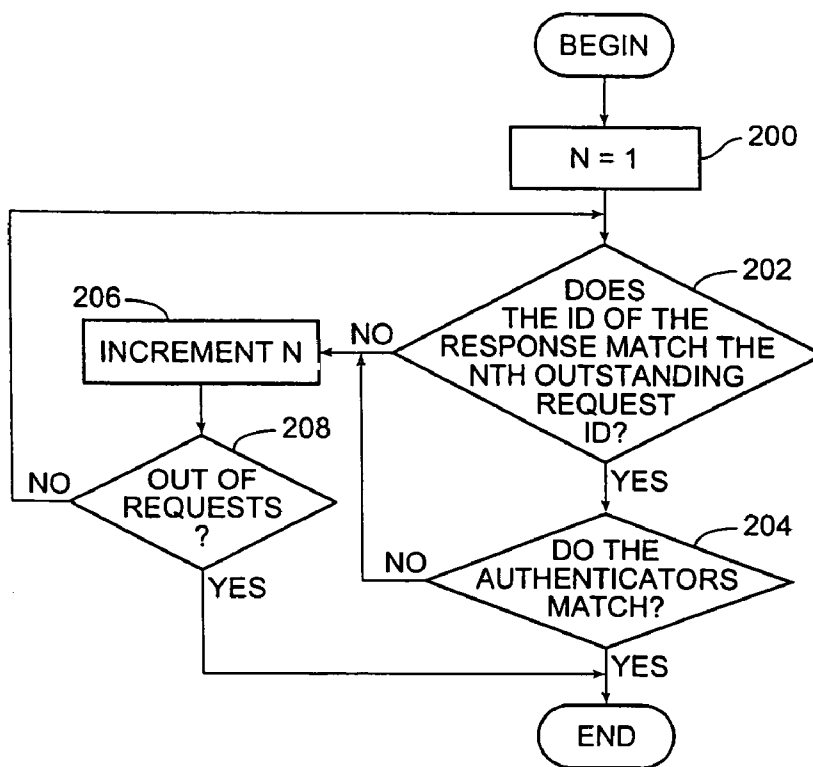 BEGIN
200
N = 1
202
DOES
THE ID OF THE
RESPONSE MATCH THE
NTH OUTSTANDING
REQUEST
ID?
206
NO
INCREMENT N
208
NO
OUT OF
REQUESTS
?
YES
YES
204
NO
DO THE
AUTHENTICATORS
MATCH?
YES
END